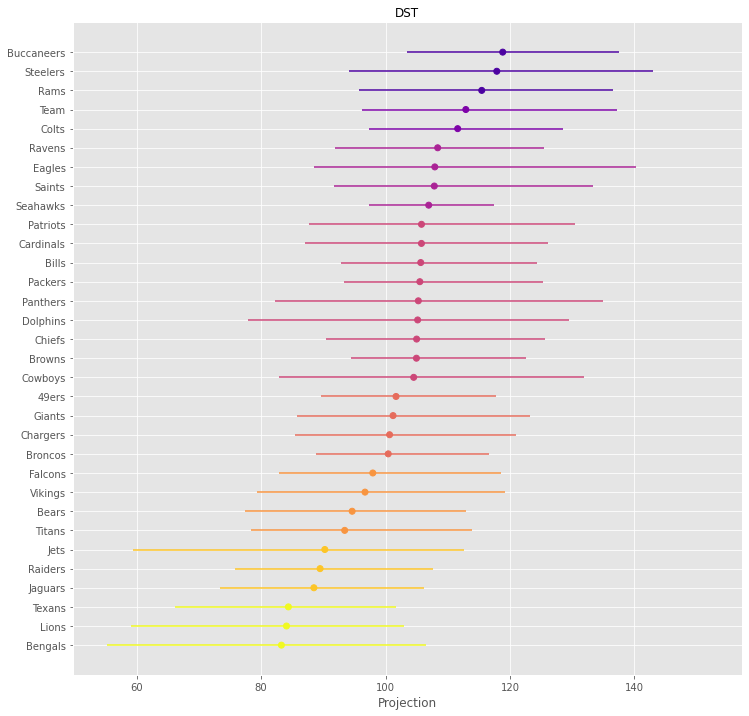 DST
Buccaneers
Steelers
Rams
Team
Colts
Ravens
Eagles
Saints
Seahawks
Patriots
Cardinals
Bills
Packers
Panthers
Dolphins
Chiefs
Browns
Cowboys
49ers
Giants
Chargers
Broncos
Falcons
Vikings
Bears
Titans
Jets
Raiders
Jaguars
Texans
Lions
Bengals
60 80 100 120 140
Projection